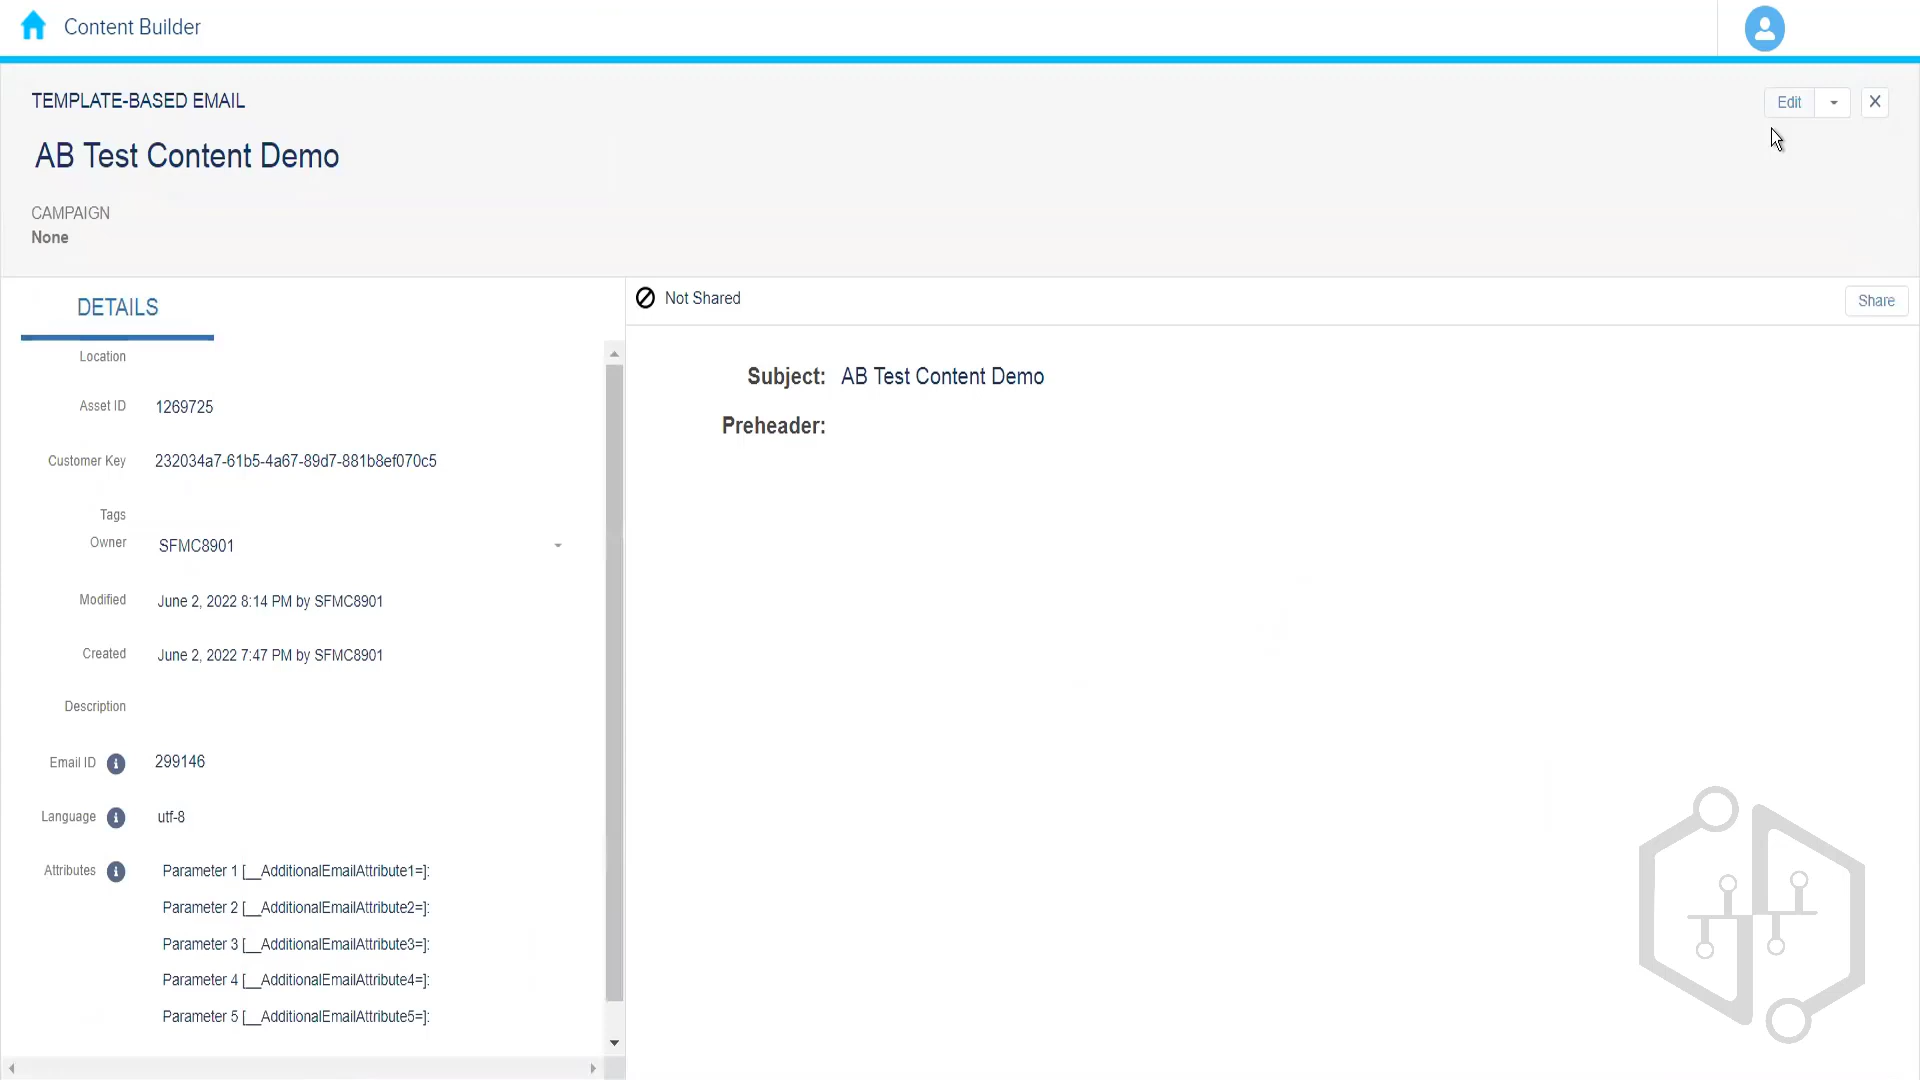 Content Builder
TEMPLATE-BASED EMAIL
Edit
AB Test Content Demo
CAMPAIGN
None
DETAILS
Not Shared
Share
Location
Subject: AB Test Content Demo
Asset ID 1269725
Preheader:
Customer Key 232034a7-61b5-4a67-89d7-881b8ef070c5
Tags
Owner SFMC8901
Modified June 2, 2022 8:14 PM by SFMC8901
Created June 2, 2022 7:47 PM by SFMC8901
Description
Email ID 299146
Language utf-8
Attributes Parameter 1 [__AdditionalEmailAttribute1=]:
Parameter 2 [__AdditionalEmailAttribute2=]:
Parameter 3 [__AdditionalEmailAttribute3=]:
Parameter 4 [__AdditionalEmailAttribute4=]:
Parameter 5 [__AdditionalEmailAttribute5=]: